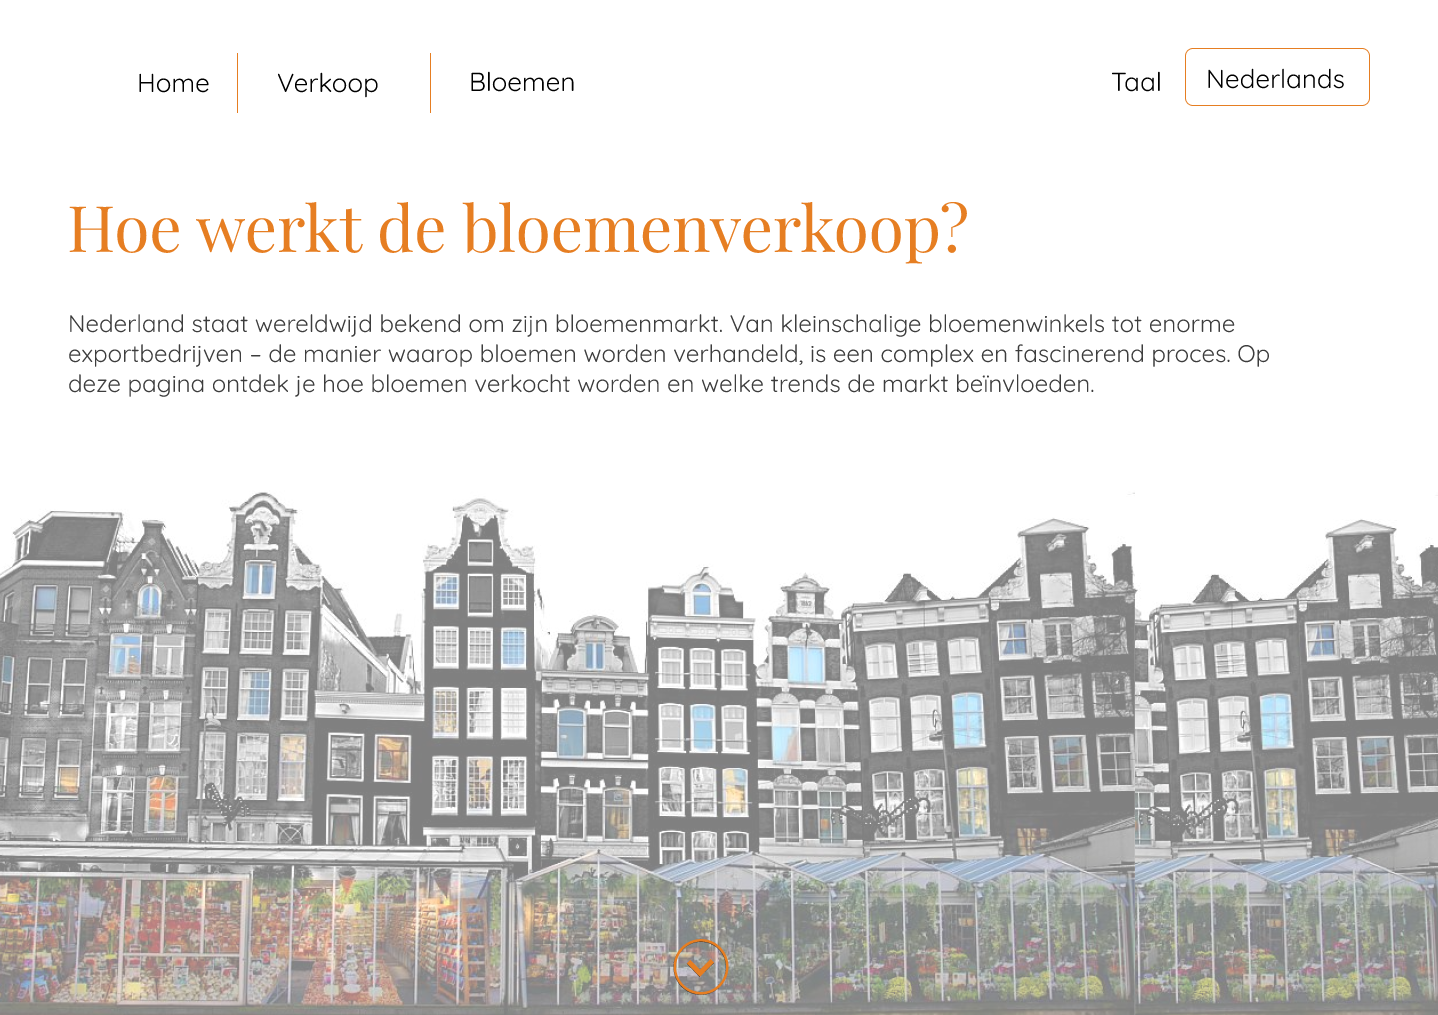 Home
Verkoop
Bloemen
Taal
Nederlands
Hoe werkt de bloemenverkoop?
Nederland staat wereldwijd bekend om zijn bloemenmarkt. Van kleinschalige bloemenwinkels tot enorme
exportbedrijven – de manier waarop bloemen worden verhandeld, is een complex en fascinerend proces. Op
deze pagina ontdek je hoe bloemen verkocht worden en welke trends de markt beïnvloeden.